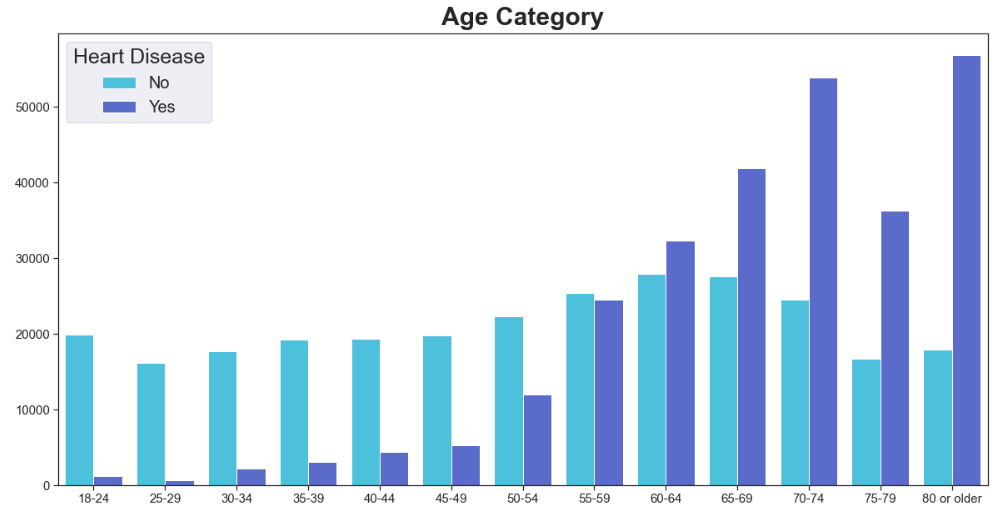 Age Category
Heart Disease
No
Yes
50000
40000
30000
20000
10000
0
18-24 25-29 30-34 35-39 40-44 45-49 50-54 55-59 60-64 65-69 70-74 75-79 80 or older